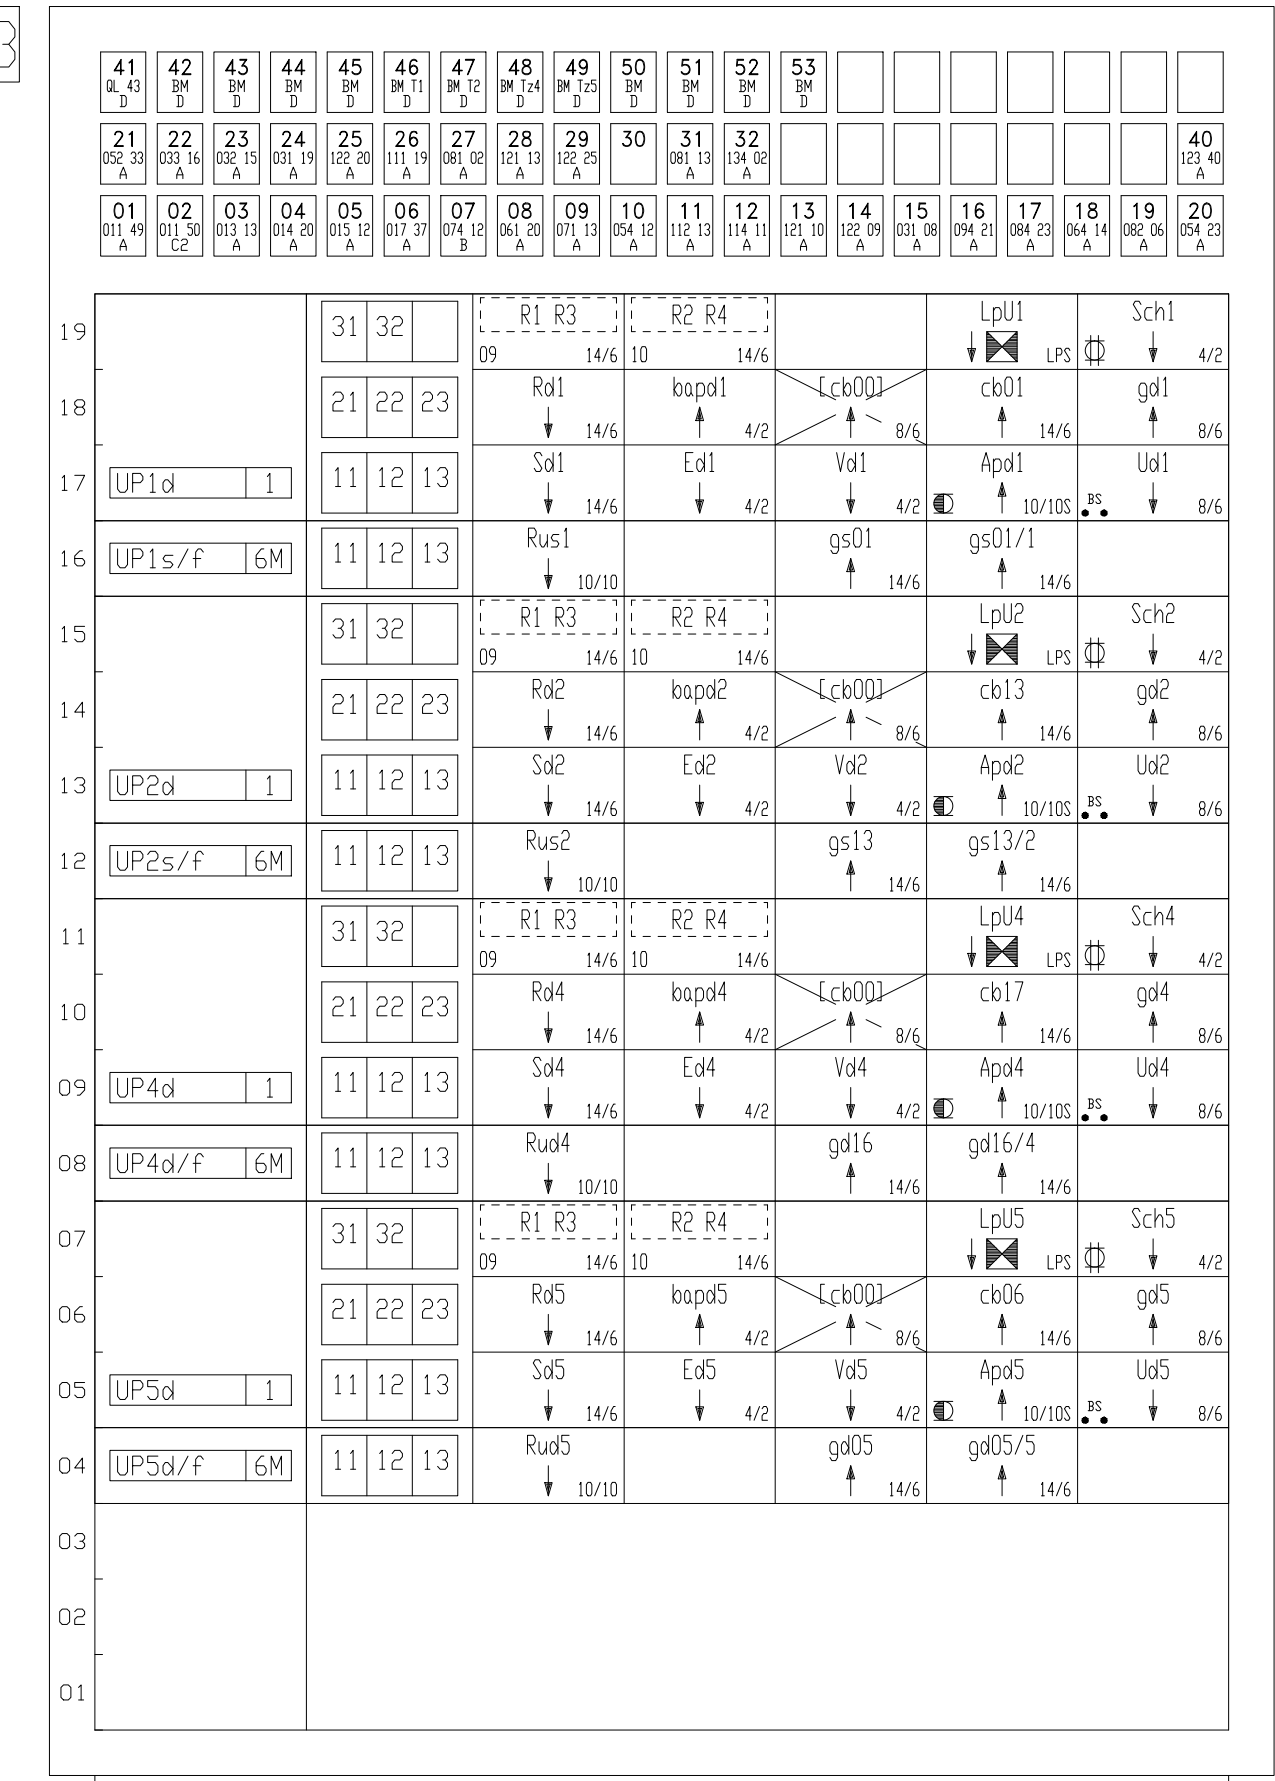 41 42 43 44 45 46 47 48 49 50 51 52 53
QL 43 BM BM BM BM BM T1 BM T2 BM Tz4 BM Tz5 BM BM BM BM
D D D D D D D D D D D D D
21 22 23 24 25 26 27 28 29 30 31 32 40
052 33 033 16 032 15 031 19 122 20 111 19 081 02 121 13 122 25 081 13 134 02 123 40
A A A A A A A A A A A A
01 02 03 04 05 06 07 08 09 10 11 12 13 14 15 16 17 18 19 20
011 49 011 50 013 13 014 20 015 12 017 37 074 12 061 20 071 13 054 12 112 13 114 11 121 10 122 09 031 08 094 21 084 23 064 14 082 06 054 23
A C2 A A A A B A A A A A A A A A A A A A
19 31 32 R1 R3 R2 R4 LpU1 Sch1
09 14/6 10 14/6 LPS 4/2
18 21 22 23 Rd1 bapd1 [cb00] cb01 gd1
14/6 4/2 8/6 14/6 8/6
17 UP1d 1 11 12 13 Sd1 Ed1 Vd1 Apd1 Ud1
14/6 4/2 4/2 10/10S BS 8/6
16 UP1s/f 6M 11 12 13 Rus1 gs01 gs01/1
10/10 14/6 14/6
15 31 32 R1 R3 R2 R4 LpU2 Sch2
09 14/6 10 14/6 LPS 4/2
14 21 22 23 Rd2 bapd2 [cb00] cb13 gd2
14/6 4/2 8/6 14/6 8/6
13 UP2d 1 11 12 13 Sd2 Ed2 Vd2 Apd2 Ud2
14/6 4/2 4/2 10/10S BS 8/6
12 UP2s/f 6M 11 12 13 Rus2 gs13 gs13/2
10/10 14/6 14/6
11 31 32 R1 R3 R2 R4 LpU4 Sch4
09 14/6 10 14/6 LPS 4/2
10 21 22 23 Rd4 bapd4 [cb00] cb17 gd4
14/6 4/2 8/6 14/6 8/6
09 UP4d 1 11 12 13 Sd4 Ed4 Vd4 Apd4 Ud4
14/6 4/2 4/2 10/10S BS 8/6
08 UP4d/f 6M 11 12 13 Rud4 gd16 gd16/4
10/10 14/6 14/6
07 31 32 R1 R3 R2 R4 LpU5 Sch5
09 14/6 10 14/6 LPS 4/2
06 21 22 23 Rd5 bapd5 [cb00] cb06 gd5
14/6 4/2 8/6 14/6 8/6
05 UP5d 1 11 12 13 Sd5 Ed5 Vd5 Apd5 Ud5
14/6 4/2 4/2 10/10S BS 8/6
04 UP5d/f 6M 11 12 13 Rud5 gd05 gd05/5
10/10 14/6 14/6
03
02
01